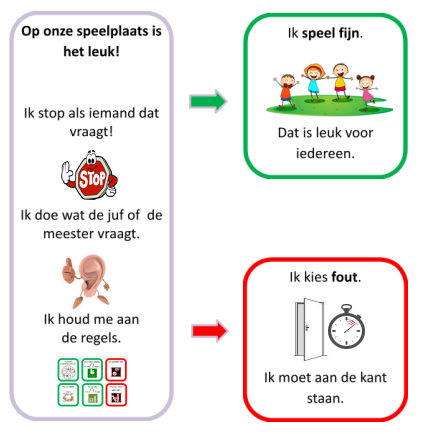 Op onze speelplaats is
het leuk!
Ik stop als iemand dat
vraagt!
STOP
Ik doe wat de juf of de
meester vraagt.
Ik houd me aan
de regels.
Ik speel fijn.
Dat is leuk voor
iedereen.
Ik kies fout.
Ik moet aan de kant
staan.